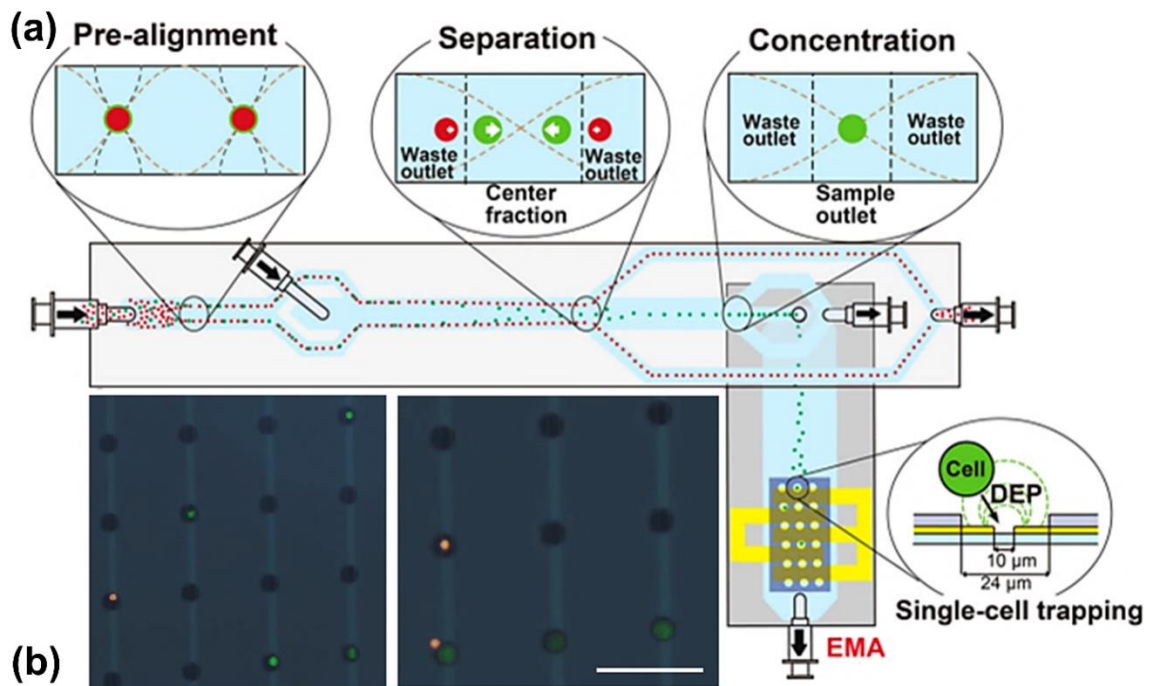 (a)
Pre-alignment
Separation
Concentration
Waste
outlet
Waste
outlet
Center
fraction
Waste
outlet
Waste
outlet
Sample
outlet
Cell
DEP
10 µm
24 µm
Single-cell trapping
EMA
(b)